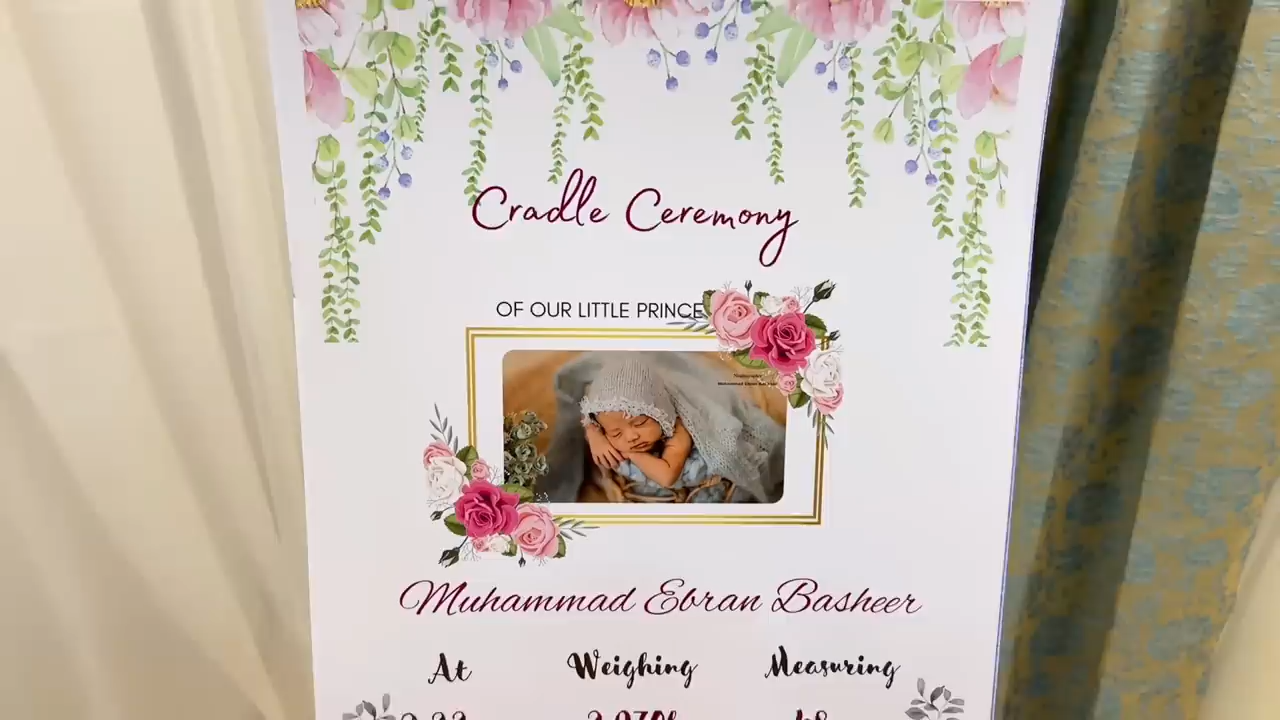 Cradle Ceremony
OF OUR LITTLE PRINCE
Muhammad Ebran Basheer
At Weighing Measuring